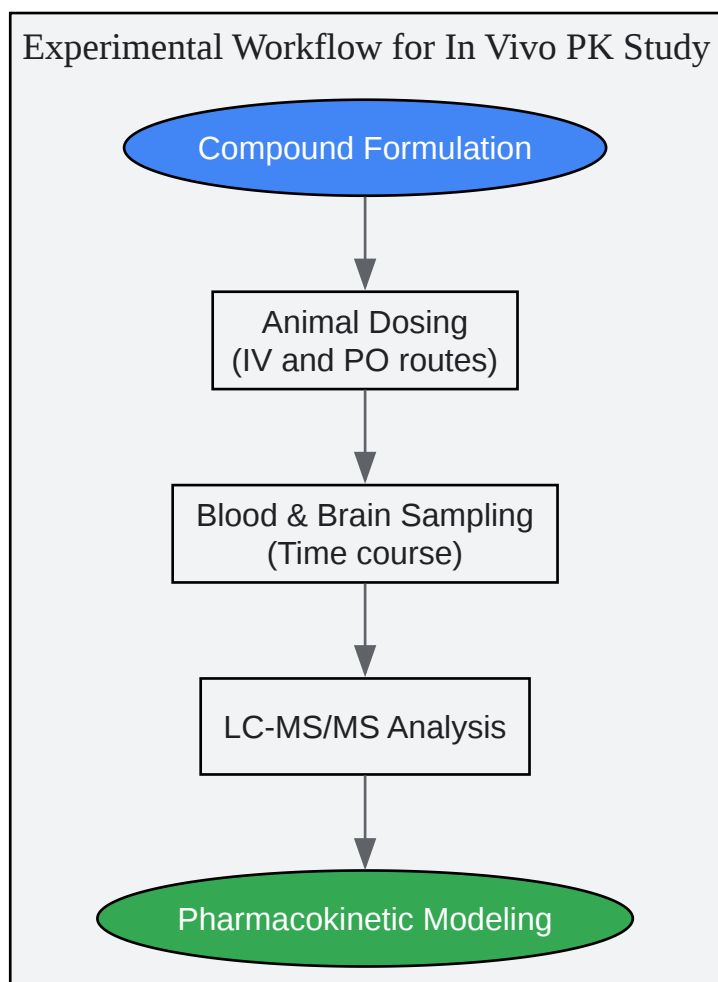 Experimental Workflow for In Vivo PK Study
Compound Formulation
Animal Dosing
(IV and PO routes)
Blood & Brain Sampling
(Time course)
LC-MS/MS Analysis
Pharmacokinetic Modeling